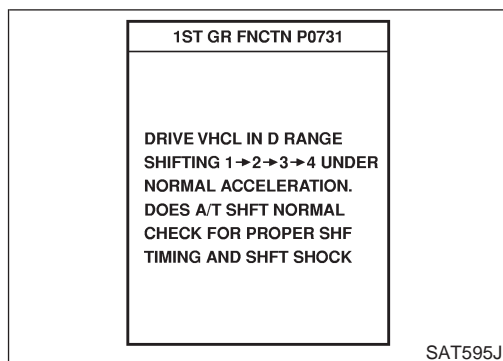 1ST GR FNCTN P0731
DRIVE VHCL IN D RANGE
SHIFTING 1➔2➔3➔4 UNDER
NORMAL ACCELERATION.
DOES A/T SHFT NORMAL
CHECK FOR PROPER SHF
TIMING AND SHFT SHOCK
SAT595J